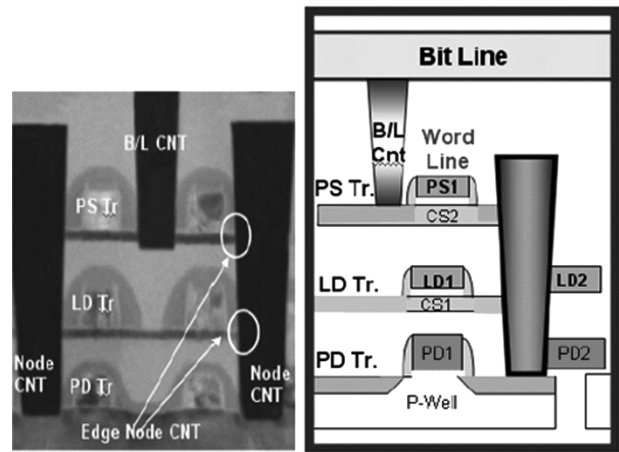 B/L CNT
PS Tr
LD Tr
Node
CNT
PD Tr
Node
CNT
Edge Node CNT
Bit Line
B/L
Cnt
Word
Line
PS Tr.
PS1
CS2
LD Tr.
LD1
LD2
CS1
PD Tr.
PD1
PD2
P-Well